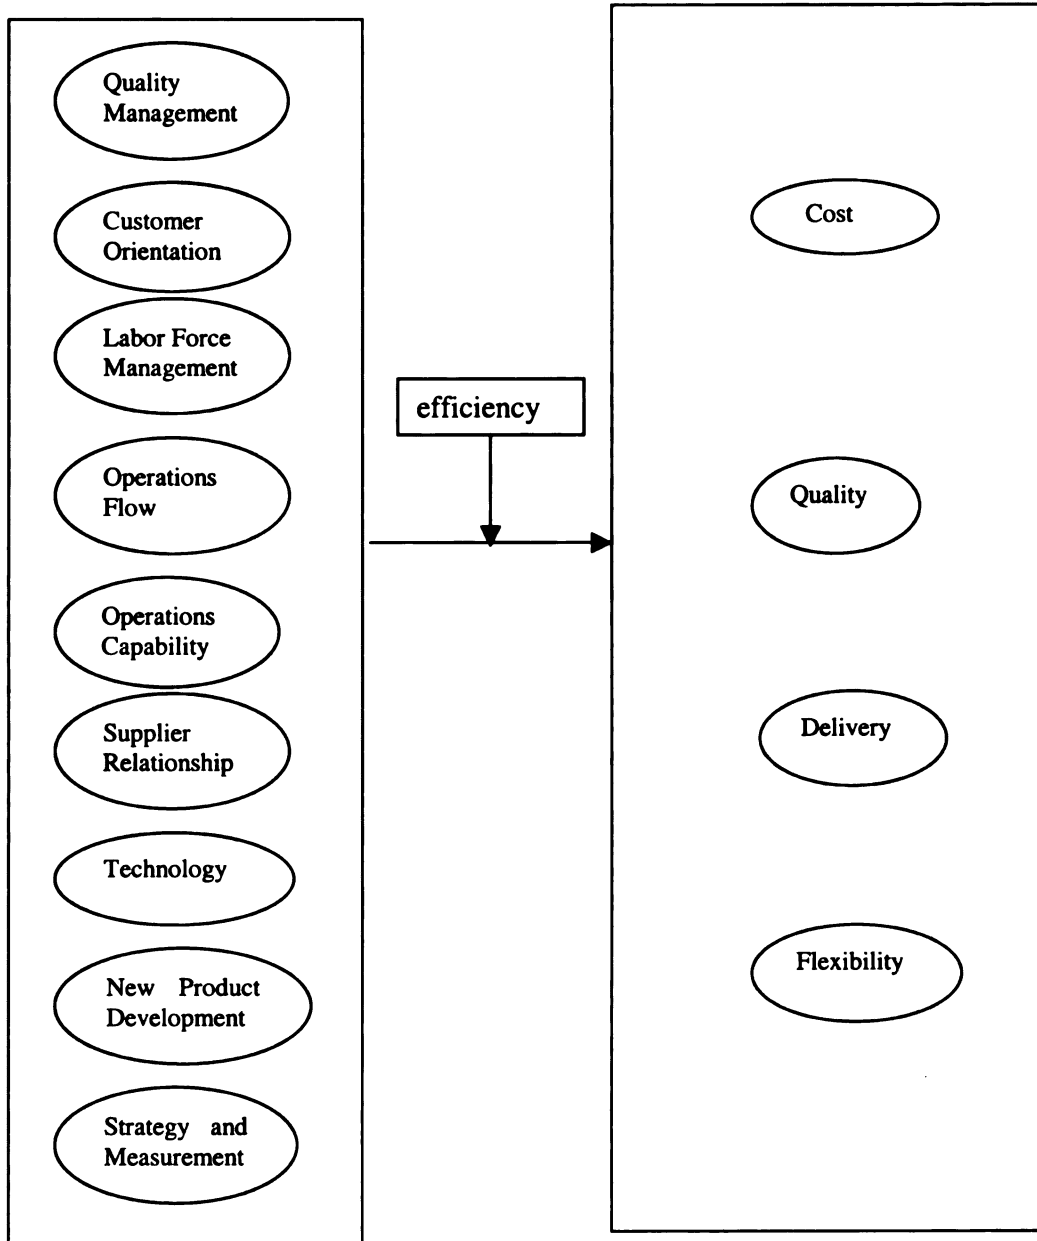 Quality
Management
Customer
Orientation
Labor Force
Management
Operations
Flow
Operations
Capability
Supplier
Relationship
Technology
New Product
Development
Strategy and
Measurement
efficiency
Cost
Quality
Delivery
Flexibility